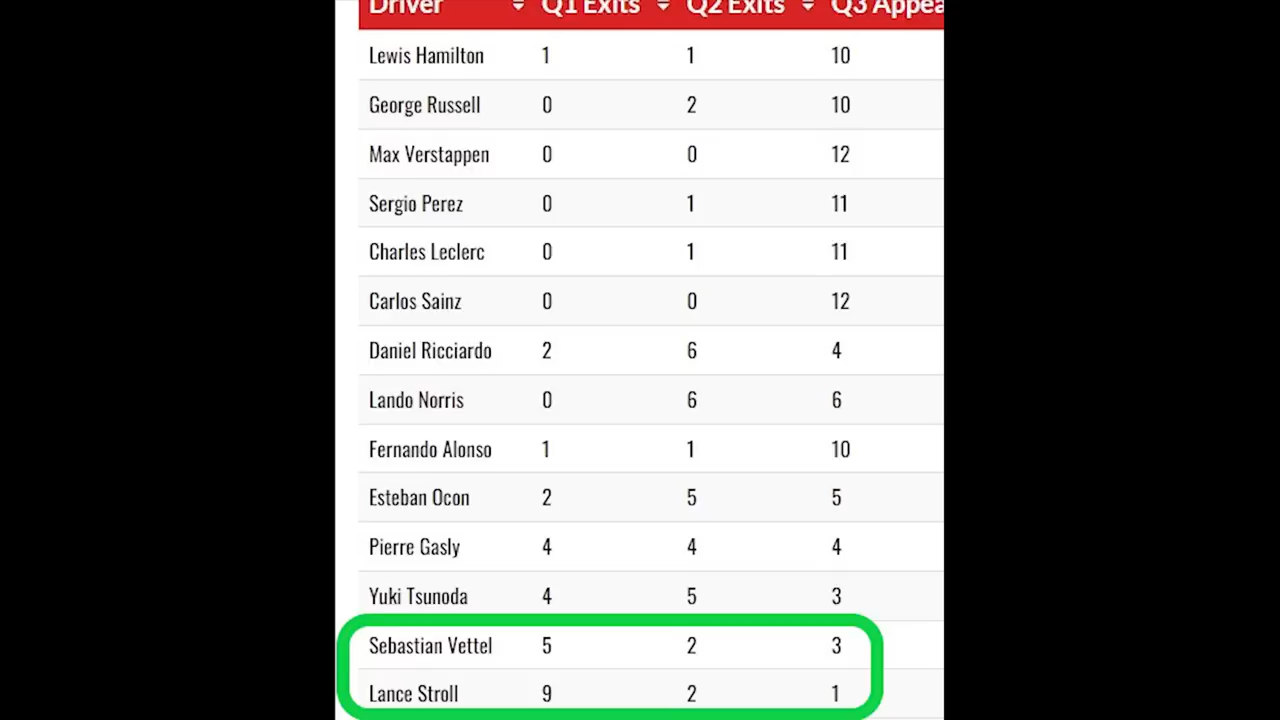 Driver Q1 Exits Q2 Exits Q3 Appea
Lewis Hamilton 1 1 10
George Russell 0 2 10
Max Verstappen 0 0 12
Sergio Perez 0 1 11
Charles Leclerc 0 1 11
Carlos Sainz 0 0 12
Daniel Ricciardo 2 6 4
Lando Norris 0 6 6
Fernando Alonso 1 1 10
Esteban Ocon 2 5 5
Pierre Gasly 4 4 4
Yuki Tsunoda 4 5 3
Sebastian Vettel 5 2 3
Lance Stroll 9 2 1